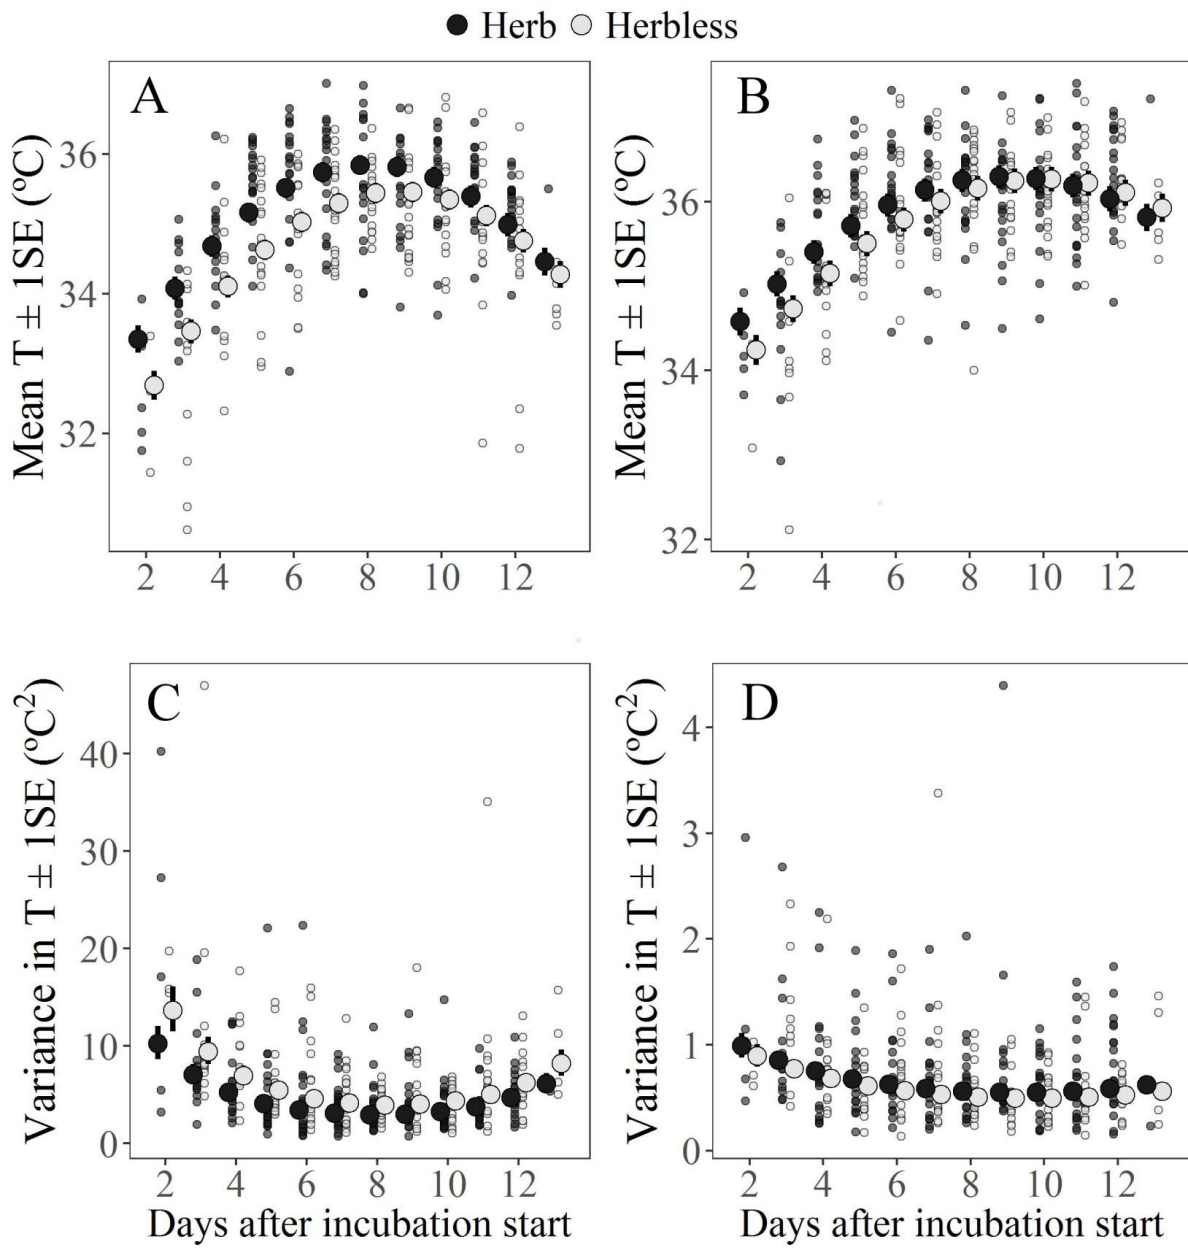 Herb Herbless
A
Mean T ± 1SE (ºC)
36
34
32
2 4 6 8 10 12
B
Mean T ± 1SE (ºC)
36
34
32
2 4 6 8 10 12
C
Variance in T ± 1SE (ºC²)
40
30
20
10
0
2 4 6 8 10 12
Days after incubation start
D
Variance in T ± 1SE (ºC²)
4
3
2
1
0
2 4 6 8 10 12
Days after incubation start